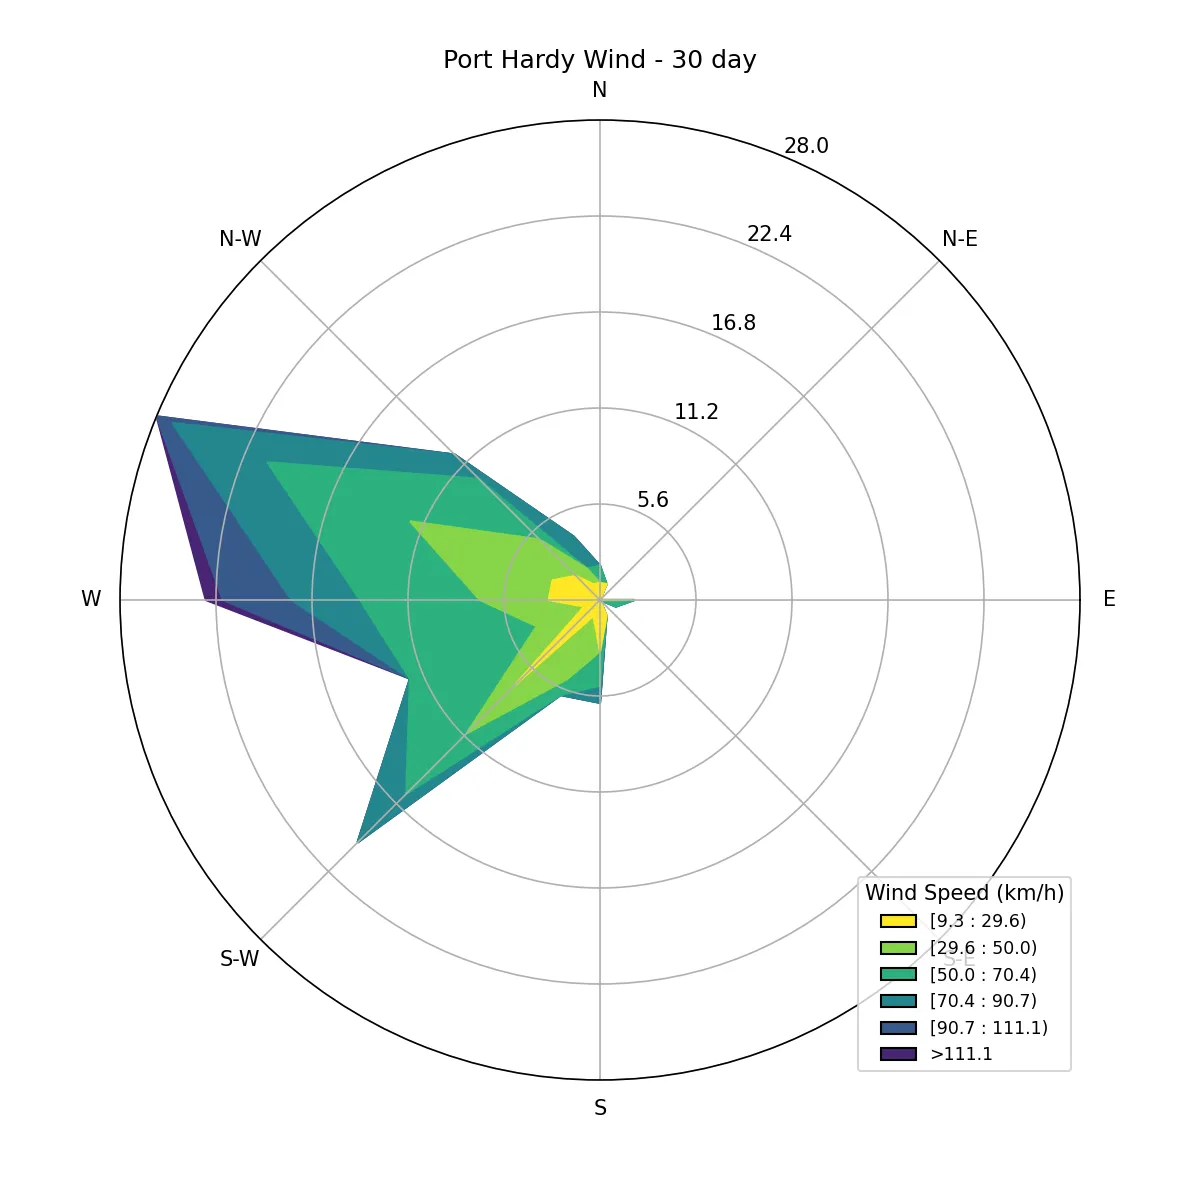 Port Hardy Wind - 30 day
N
28.0
N-W
22.4
N-E
16.8
11.2
5.6
W
E
S-W
S-E
S
Wind Speed (km/h)
[9.3 : 29.6)
[29.6 : 50.0)
[50.0 : 70.4)
[70.4 : 90.7)
[90.7 : 111.1)
>111.1